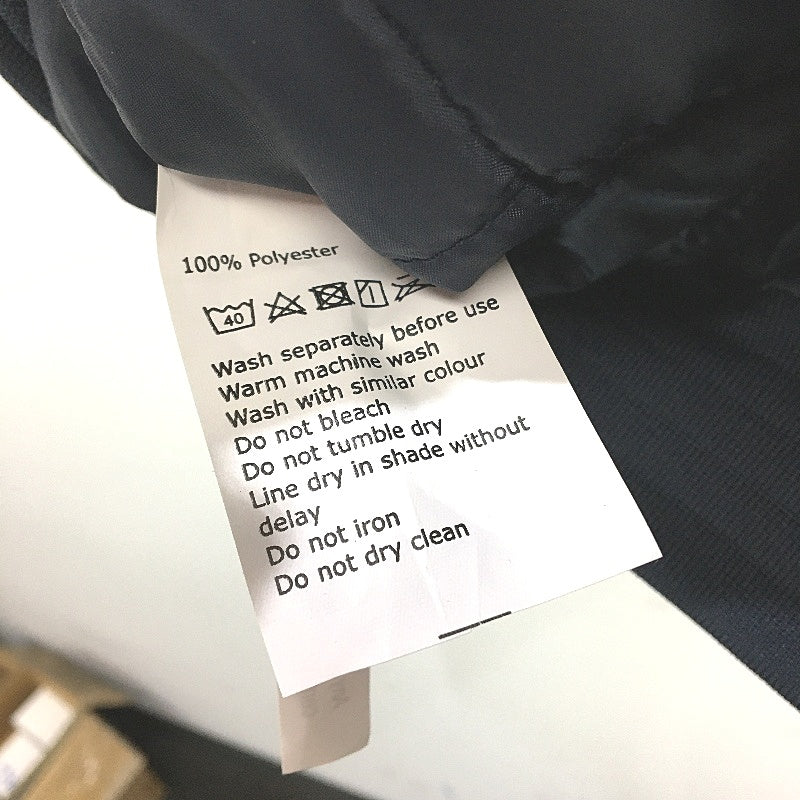 100% Polyester
40
Wash separately before use
Warm machine wash
Wash with similar colour
Do not bleach
Do not tumble dry
Line dry in shade without
delay
Do not iron
Do not dry clean